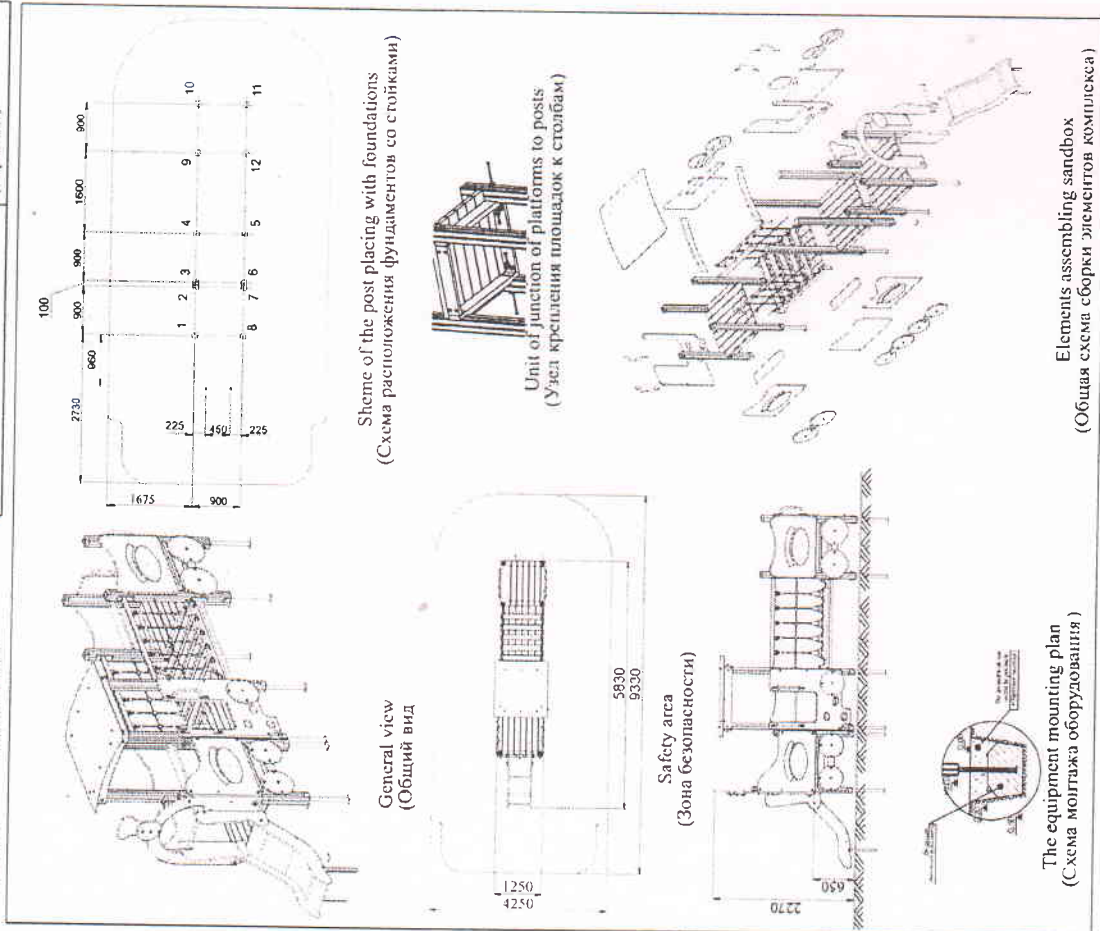 General view
(Общий вид
1675
900
2730
960
900
100
900
1600
900
225
450
225
1
2
3
4
9
10
8
7
6
5
12
11
Sheme of the post placing with foundations
(Схема расположения фундаментов со стойками)
1250
4250
5830
9330
Safety area
(Зона безопасности)
Unit of junction of platforms to posts
(Узел крепления площадок к столбам)
2270
650
The equipment mounting plan
(Схема монтажа оборудования )
Elements assembling sandbox
(Общая схема сборки элементов комплекса)